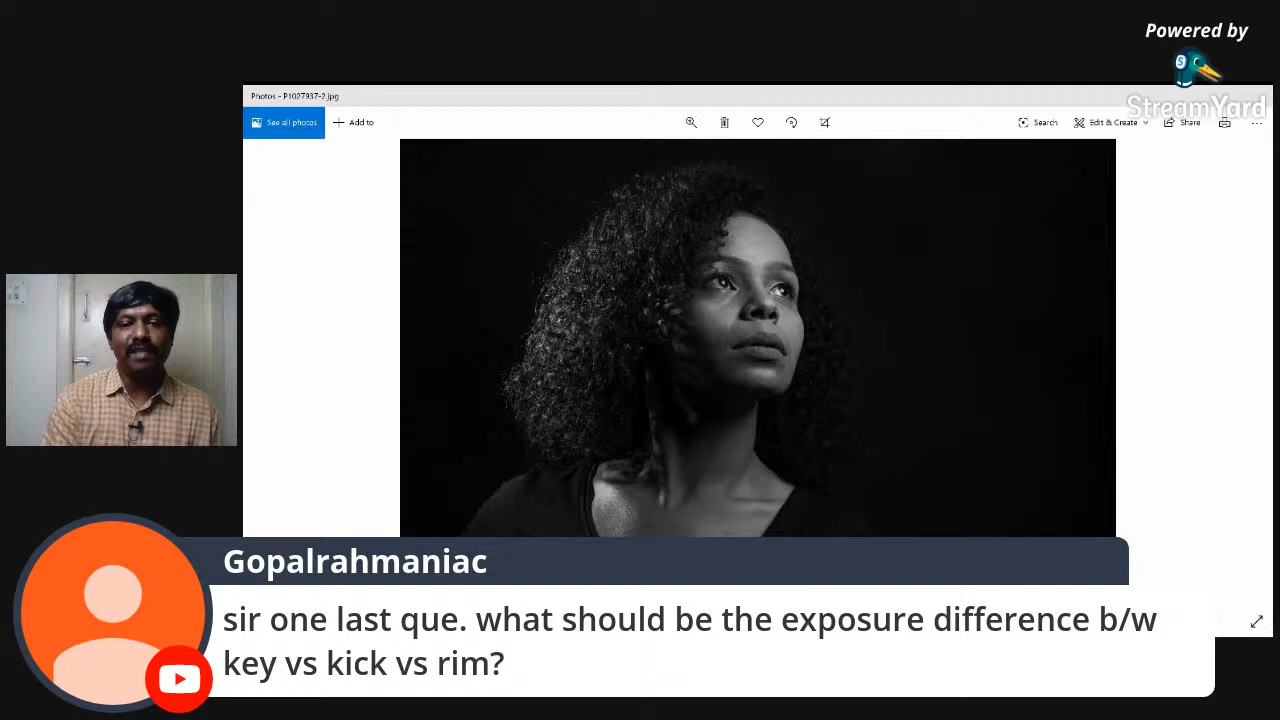 Powered by
StreamYard
Photos - P1027937-2.jpg
See all photos
Add to
Search
Edit & Create
Share
Gopalrahmaniac
sir one last que. what should be the exposure difference b/w
key vs kick vs rim?